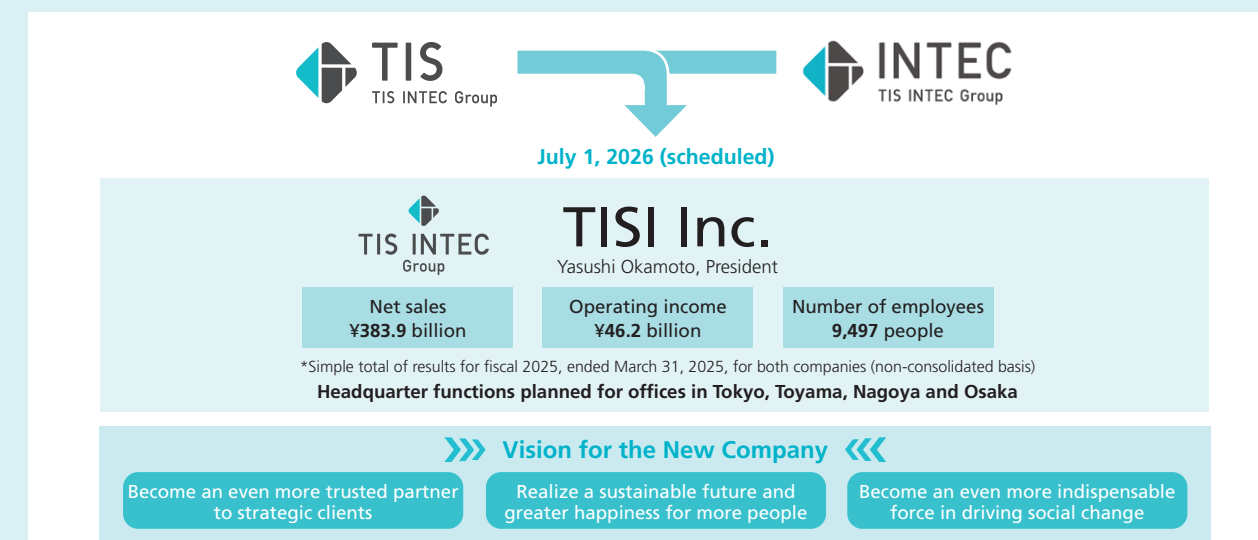 TIS
TIS INTEC Group
INTEC
TIS INTEC Group
July 1, 2026 (scheduled)
TIS INTEC
Group
TISI Inc.
Yasushi Okamoto, President
Net sales
¥383.9 billion
Operating income
¥46.2 billion
Number of employees
9,497 people
*Simple total of results for fiscal 2025, ended March 31, 2025, for both companies (non-consolidated basis)
Headquarter functions planned for offices in Tokyo, Toyama, Nagoya and Osaka
Vision for the New Company
Become an even more trusted partner
to strategic clients
Realize a sustainable future and
greater happiness for more people
Become an even more indispensable
force in driving social change